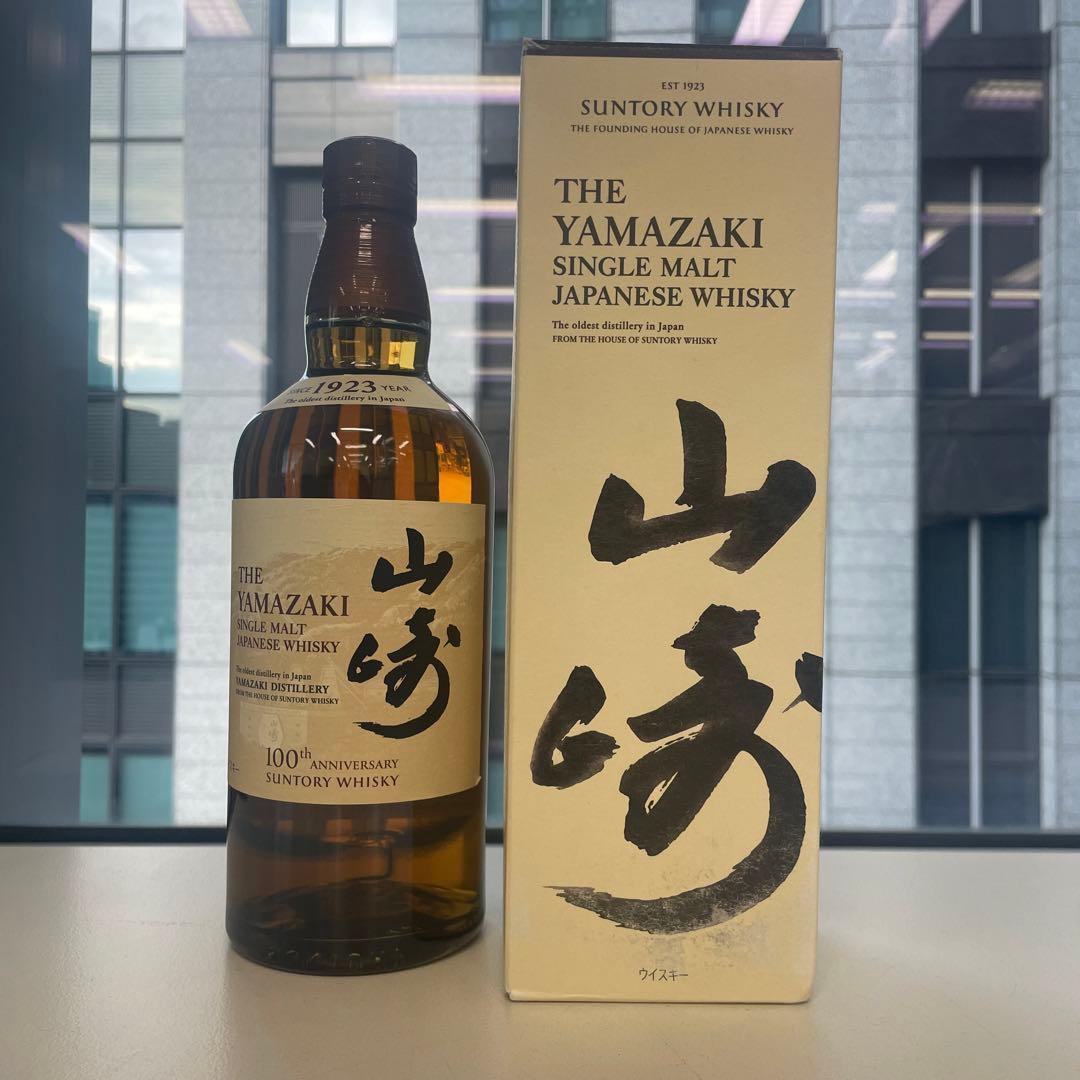 SINCE 1923 YEAR
The oldest distillery in Japan
THE
YAMAZAKI
SINGLE MALT
JAPANESE WHISKY
The oldest distillery in Japan
YAMAZAKI DISTILLERY
FROM THE HOUSE OF SUNTORY WHISKY
山崎
山崎
100th ANNIVERSARY
SUNTORY WHISKY
EST 1923
SUNTORY WHISKY
THE FOUNDING HOUSE OF JAPANESE WHISKY
THE
YAMAZAKI
SINGLE MALT
JAPANESE WHISKY
The oldest distillery in Japan
FROM THE HOUSE OF SUNTORY WHISKY
山崎
ウイスキー